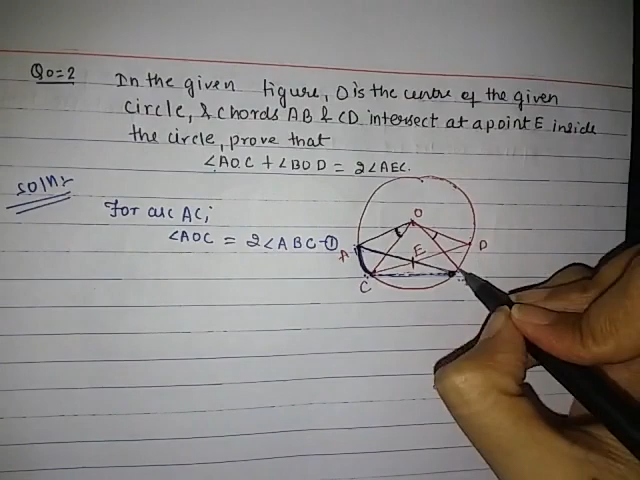 Qo=2 In the given figure, O is the centre of the given
circle, & chords AB & CD intersect at a point E inside
the circle, prove that
∠AOC + ∠BOD = 2∠AEC.
Soln:
For arc AC;
∠AOC = 2∠ABC-①
O
A
E
D
C